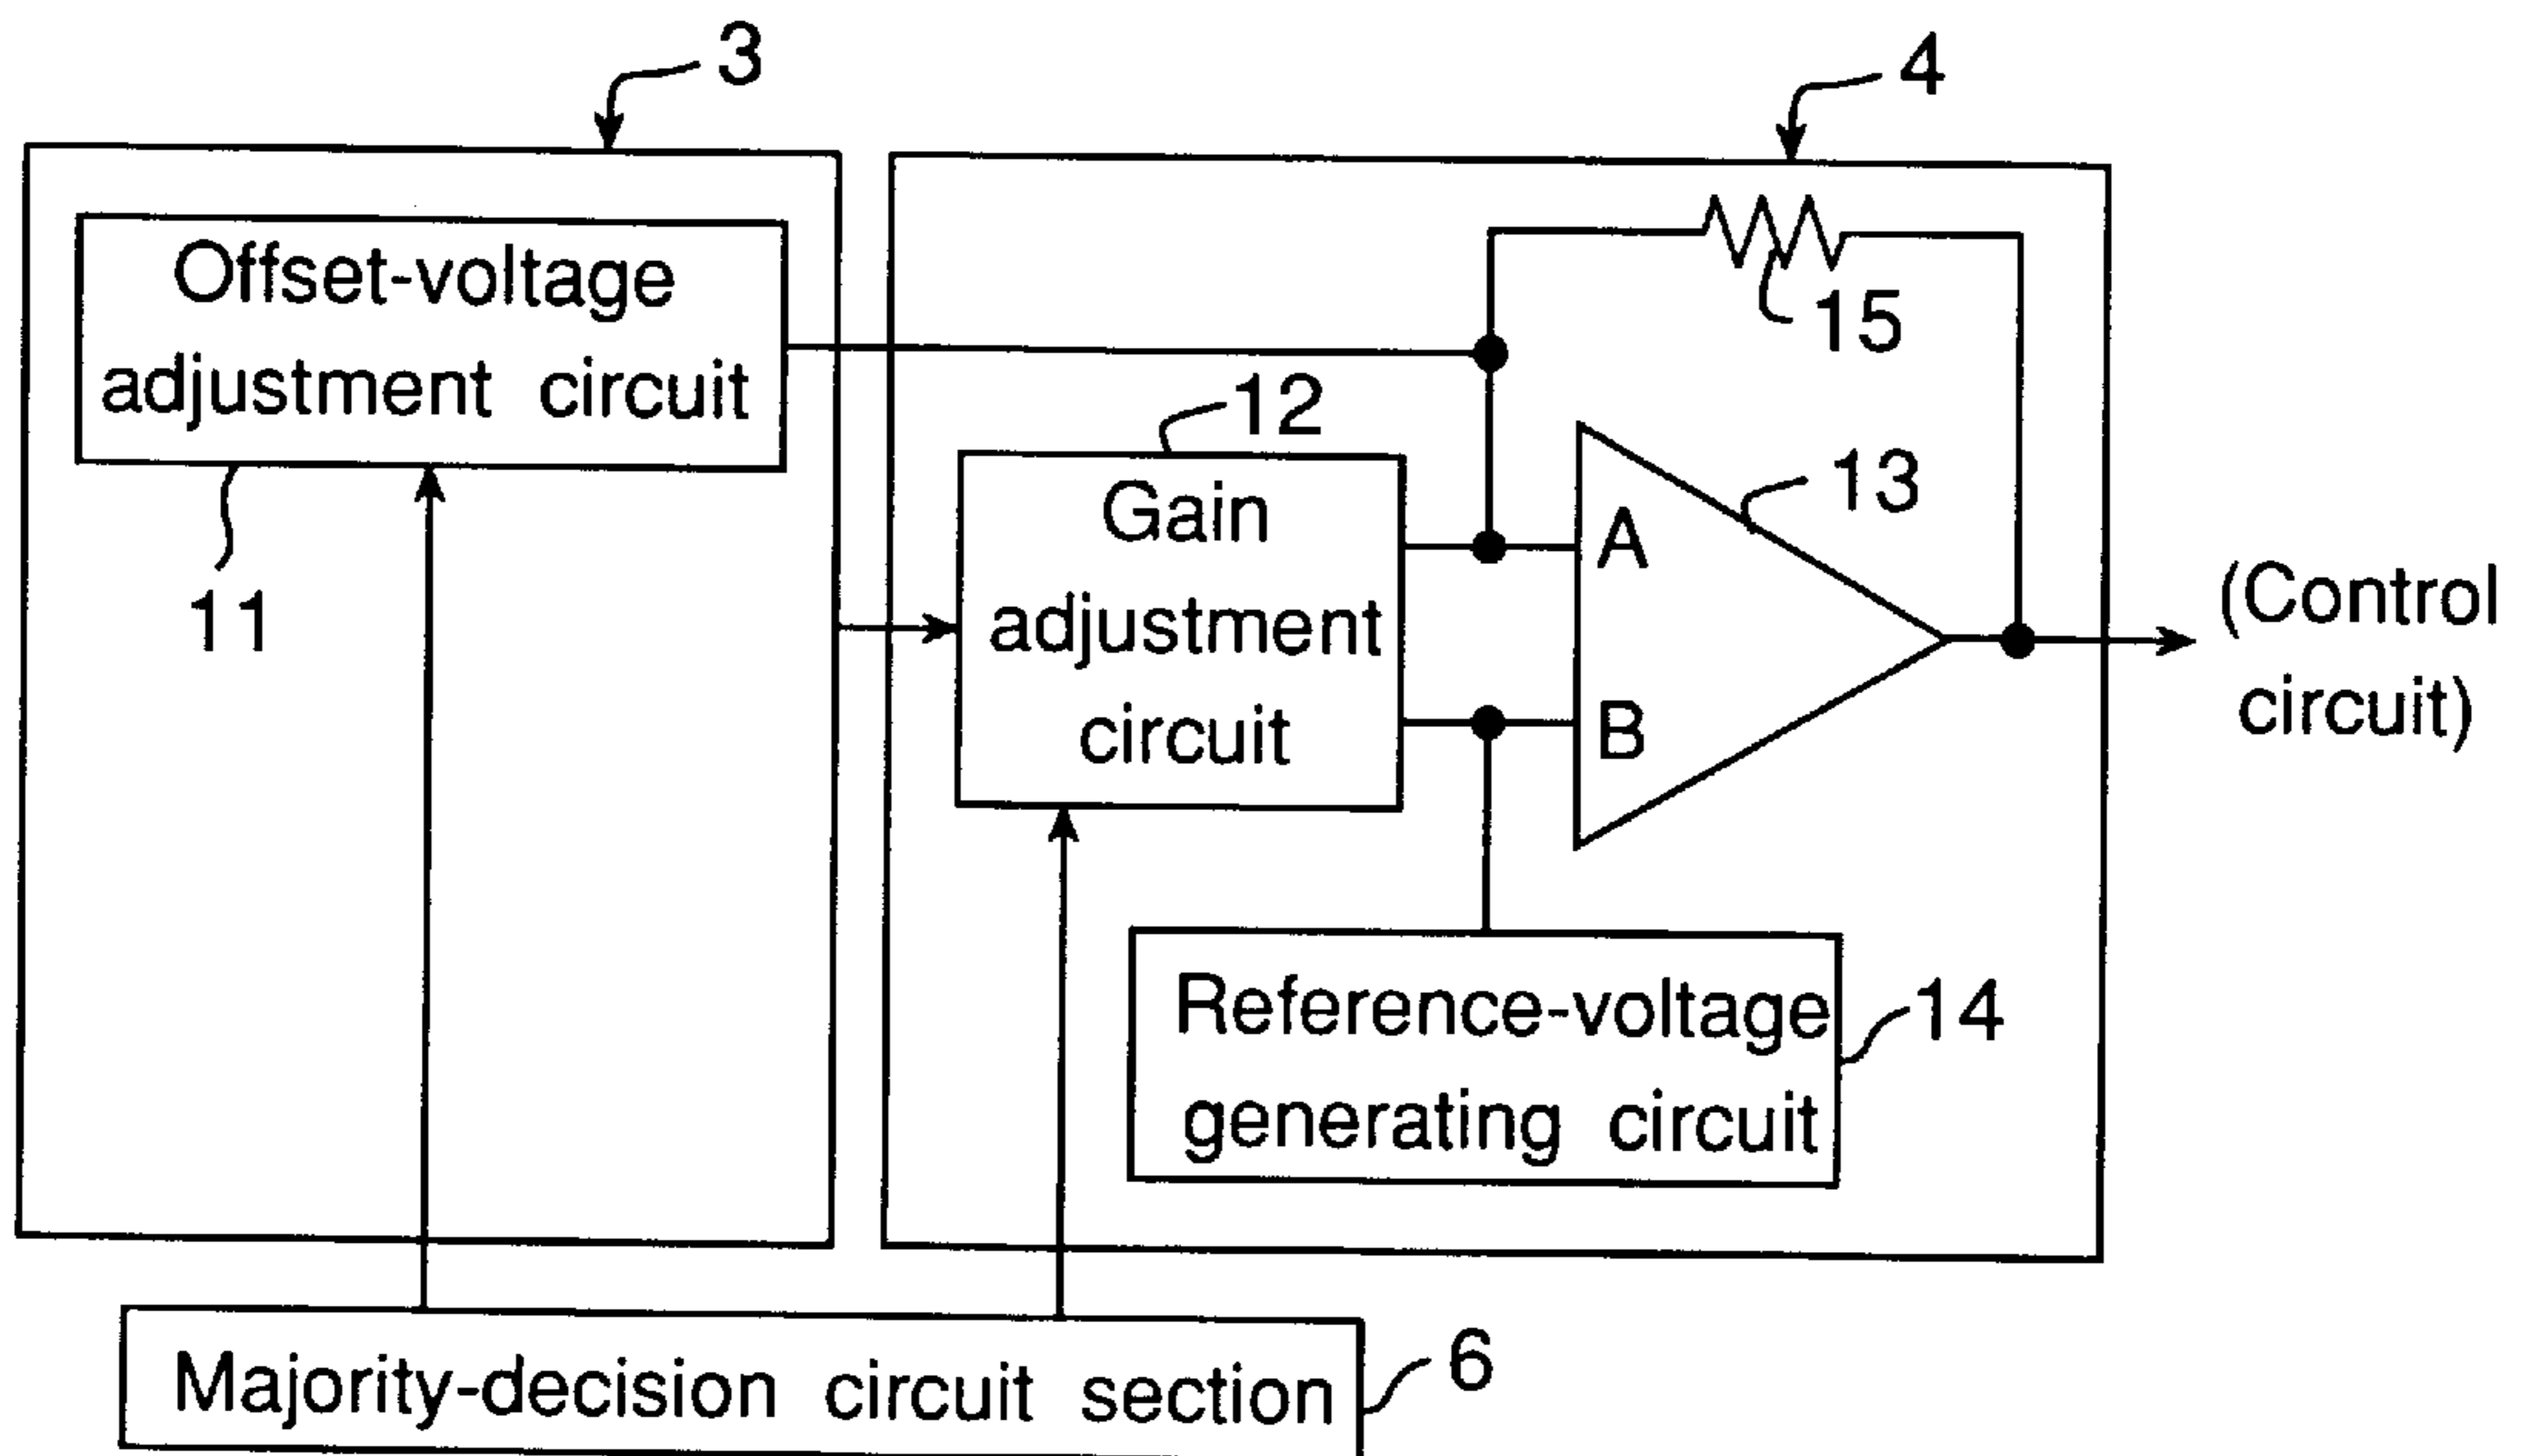 3
4
Offset-voltage
adjustment circuit
15
12
Gain
adjustment
circuit
13
A
B
11
(Control
circuit)
Reference-voltage
generating circuit
14
Majority-decision circuit section
6